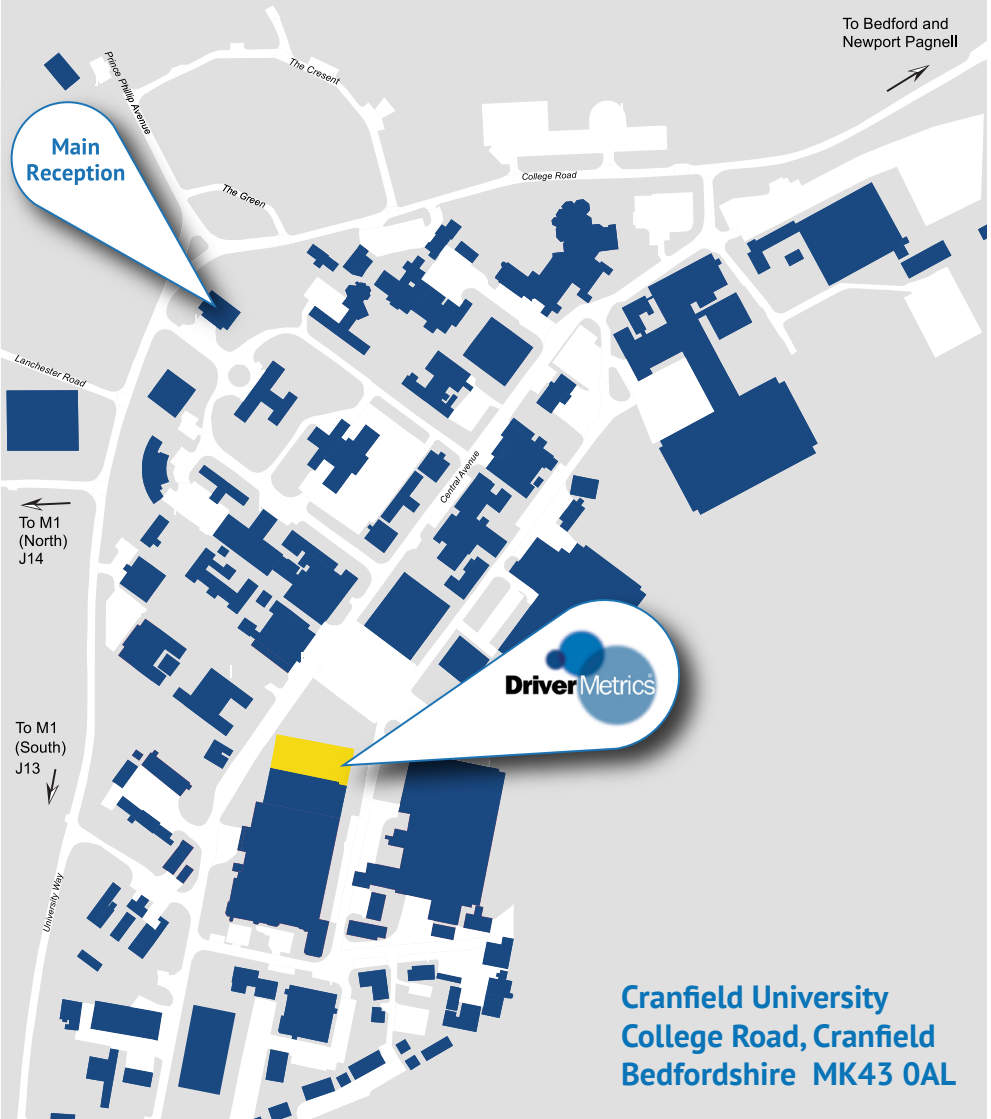 To Bedford and
Newport Pagnell
Prince Phillip Avenue
The Cresent
Main
Reception
The Green
College Road
Lanchester Road
Central Avenue
To M1
(North)
J14
DriverMetrics
To M1
(South)
J13
University Way
Cranfield University
College Road, Cranfield
Bedfordshire MK43 0AL